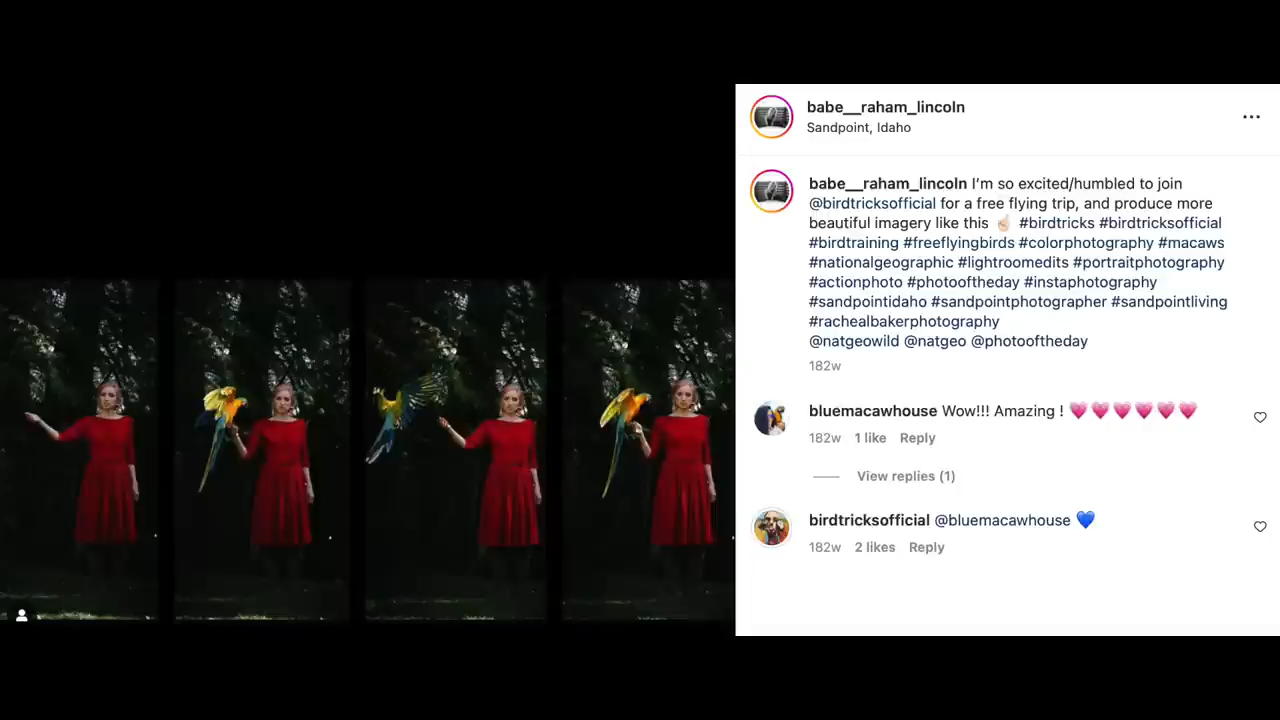 babe__raham_lincoln
Sandpoint, Idaho
babe__raham_lincoln I’m so excited/humbled to join
@birdtricksofficial for a free flying trip, and produce more
beautiful imagery like this ☝🏻 #birdtricks #birdtricksofficial
#birdtraining #freeflyingbirds #colorphotography #macaws
#nationalgeographic #lightroomedits #portraitphotography
#actionphoto #photooftheday #instaphotography
#sandpointidaho #sandpointphotographer #sandpointliving
#rachealbakerphotography
@natgeowild @natgeo @photooftheday
182w
bluemacawhouse Wow!!! Amazing ! 💗💗💗💗💗💗
182w 1 like Reply
View replies (1)
birdtricksofficial @bluemacawhouse 💙
182w 2 likes Reply